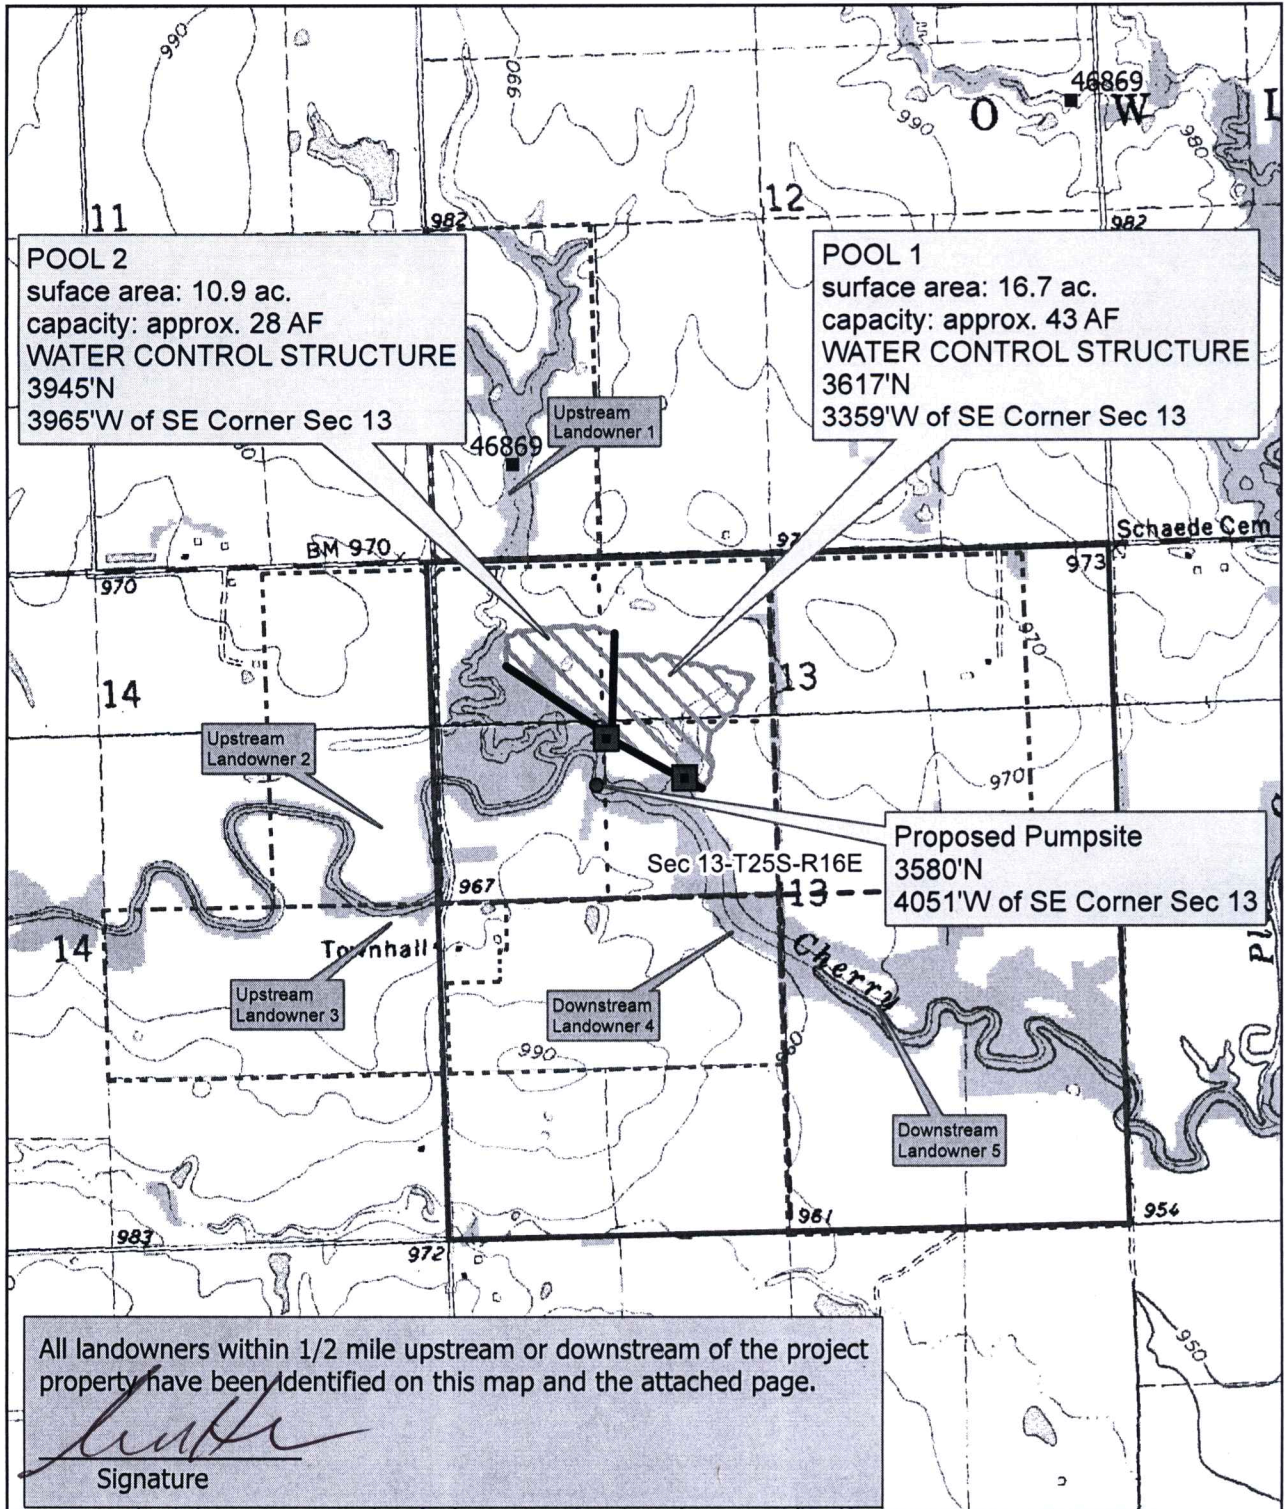 990
990
46869
O W L
990
980
11
982
12
982
POOL 2
suface area: 10.9 ac.
capacity: approx. 28 AF
WATER CONTROL STRUCTURE
3945'N
3965'W of SE Corner Sec 13
POOL 1
surface area: 16.7 ac.
capacity: approx. 43 AF
WATER CONTROL STRUCTURE
3617'N
3359'W of SE Corner Sec 13
Upstream
Landowner 1
46869
BM 970
Schaede Cem
970
973
970
14
13
Upstream
Landowner 2
970
Proposed Pumpsite
3580'N
4051'W of SE Corner Sec 13
Sec 13-T25S-R16E
967
13
14
Townhall
Cherry
Upstream
Landowner 3
Downstream
Landowner 4
990
Downstream
Landowner 5
961
954
983
972
950
All landowners within 1/2 mile upstream or downstream of the project
property have been identified on this map and the attached page.
Signature